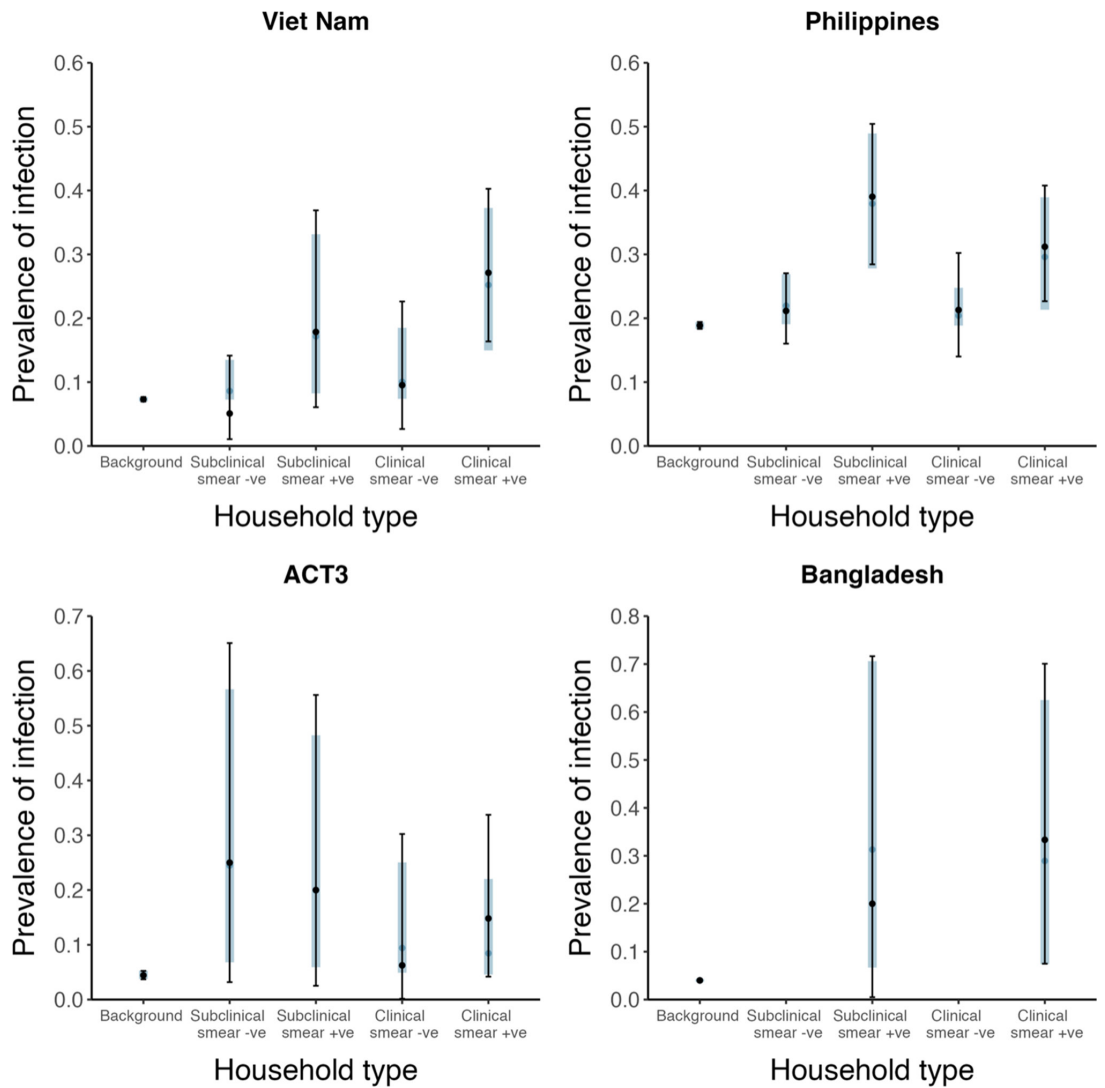 Viet Nam
Prevalence of infection
0.6
0.5
0.4
0.3
0.2
0.1
0.0
Background
Subclinical
smear -ve
Subclinical
smear +ve
Clinical
smear -ve
Clinical
smear +ve
Household type
Philippines
Prevalence of infection
0.6
0.5
0.4
0.3
0.2
0.1
0.0
Background
Subclinical
smear -ve
Subclinical
smear +ve
Clinical
smear -ve
Clinical
smear +ve
Household type
ACT3
Prevalence of infection
0.7
0.6
0.5
0.4
0.3
0.2
0.1
0.0
Background
Subclinical
smear -ve
Subclinical
smear +ve
Clinical
smear -ve
Clinical
smear +ve
Household type
Bangladesh
Prevalence of infection
0.8
0.7
0.6
0.5
0.4
0.3
0.2
0.1
0.0
Background
Subclinical
smear -ve
Subclinical
smear +ve
Clinical
smear -ve
Clinical
smear +ve
Household type